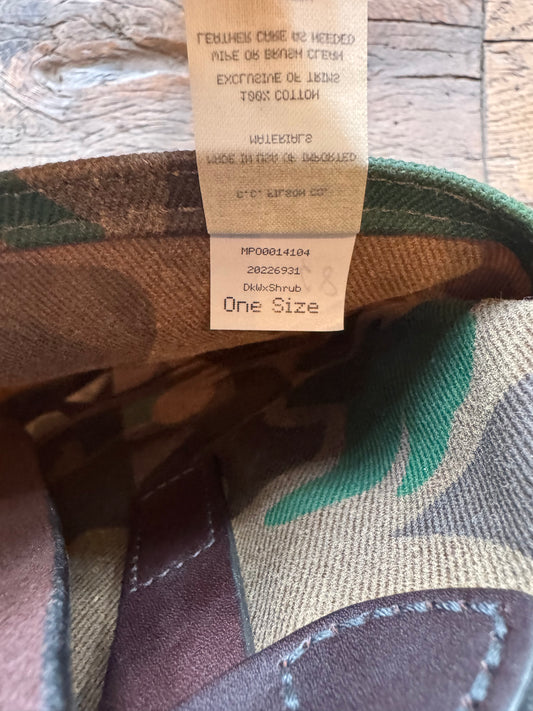 C.C. FILSON CO.
MADE IN USA OF IMPORTED
MATERIALS
100% COTTON
EXCLUSIVE OF TRIMS
WIPE OR BRUSH CLEAN
LEATHER CARE AS NEEDED
MPO0014104
20226931
DkWxShrub
One Size